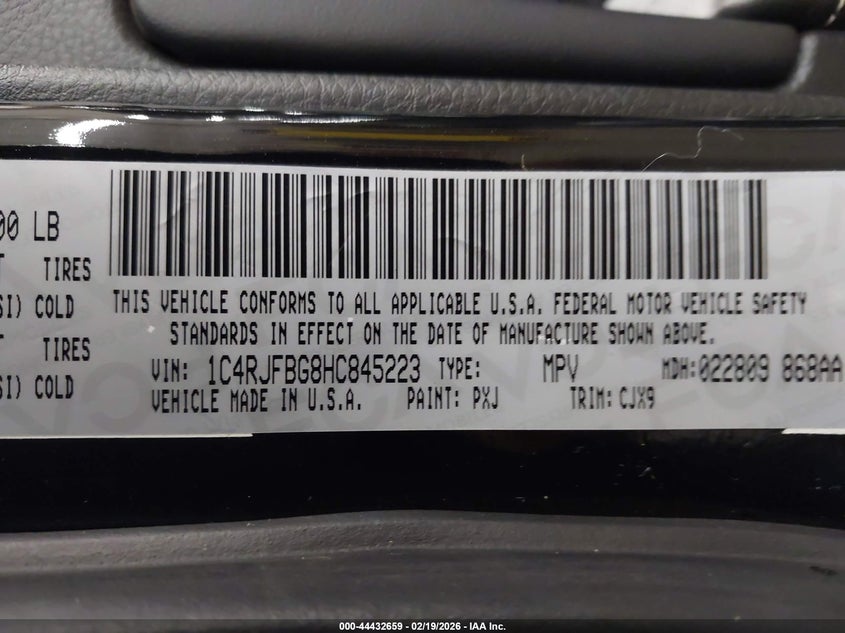 00 LB
TIRES
SI) COLD
TIRES
SI) COLD
THIS VEHICLE CONFORMS TO ALL APPLICABLE U.S.A. FEDERAL MOTOR VEHICLE SAFETY
STANDARDS IN EFFECT ON THE DATE OF MANUFACTURE SHOWN ABOVE.
VIN: 1C4RJFBG8HC845223 TYPE: MPV MDH:022809 868AA
VEHICLE MADE IN U.S.A. PAINT: PXJ TRIM: CJX9
000-44432659 - 02/19/2026 - IAA Inc.